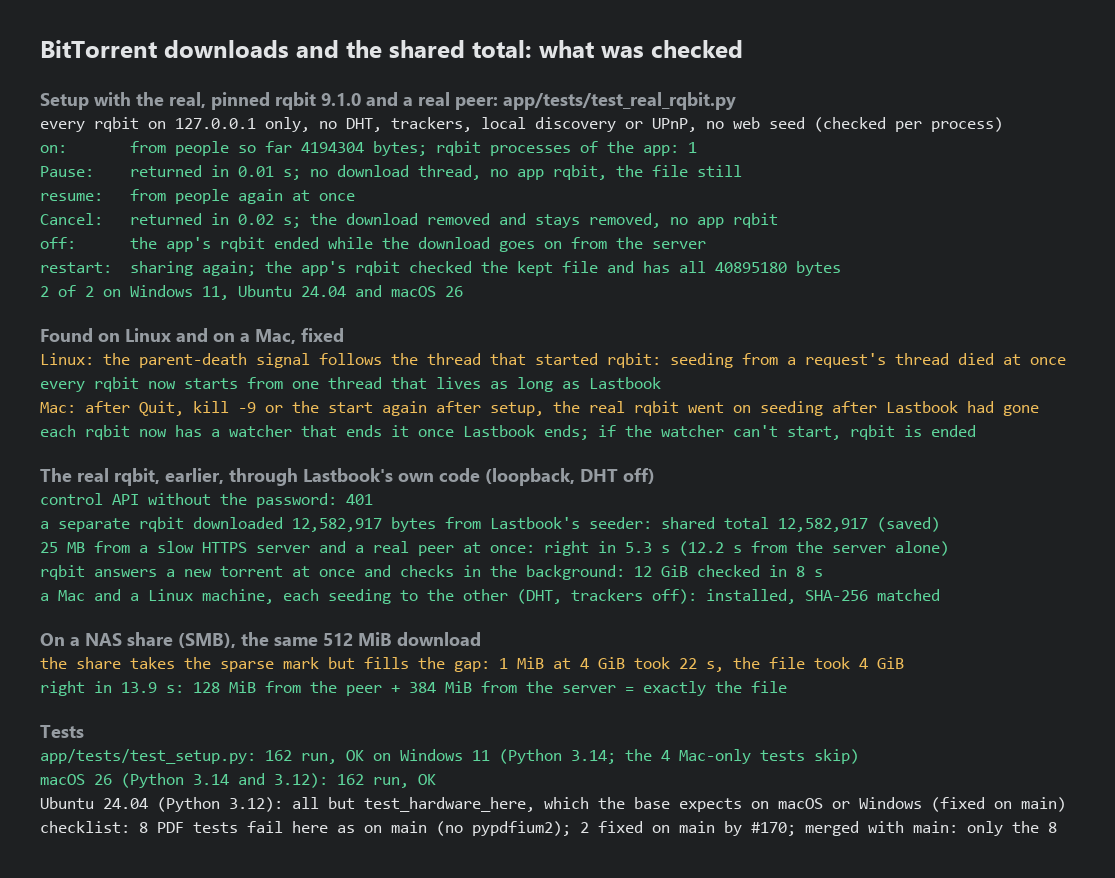 BitTorrent downloads and the shared total: what was checked
Setup with the real, pinned rqbit 9.1.0 and a real peer: app/tests/test_real_rqbit.py
every rqbit on 127.0.0.1 only, no DHT, trackers, local discovery or UPnP, no web seed (checked per process)
on: from people so far 4194304 bytes; rqbit processes of the app: 1
Pause: returned in 0.01 s; no download thread, no app rqbit, the file still
resume: from people again at once
Cancel: returned in 0.02 s; the download removed and stays removed, no app rqbit
off: the app's rqbit ended while the download goes on from the server
restart: sharing again; the app's rqbit checked the kept file and has all 40895180 bytes
2 of 2 on Windows 11, Ubuntu 24.04 and macOS 26
Found on Linux and on a Mac, fixed
Linux: the parent-death signal follows the thread that started rqbit: seeding from a request's thread died at once
every rqbit now starts from one thread that lives as long as Lastbook
Mac: after Quit, kill -9 or the start again after setup, the real rqbit went on seeding after Lastbook had gone
each rqbit now has a watcher that ends it once Lastbook ends; if the watcher can't start, rqbit is ended
The real rqbit, earlier, through Lastbook's own code (loopback, DHT off)
control API without the password: 401
a separate rqbit downloaded 12,582,917 bytes from Lastbook's seeder: shared total 12,582,917 (saved)
25 MB from a slow HTTPS server and a real peer at once: right in 5.3 s (12.2 s from the server alone)
rqbit answers a new torrent at once and checks in the background: 12 GiB checked in 8 s
a Mac and a Linux machine, each seeding to the other (DHT, trackers off): installed, SHA-256 matched
On a NAS share (SMB), the same 512 MiB download
the share takes the sparse mark but fills the gap: 1 MiB at 4 GiB took 22 s, the file took 4 GiB
right in 13.9 s: 128 MiB from the peer + 384 MiB from the server = exactly the file
Tests
app/tests/test_setup.py: 162 run, OK on Windows 11 (Python 3.14; the 4 Mac-only tests skip)
macOS 26 (Python 3.14 and 3.12): 162 run, OK
Ubuntu 24.04 (Python 3.12): all but test_hardware_here, which the base expects on macOS or Windows (fixed on main)
checklist: 8 PDF tests fail here as on main (no pypdfium2); 2 fixed on main by #170; merged with main: only the 8